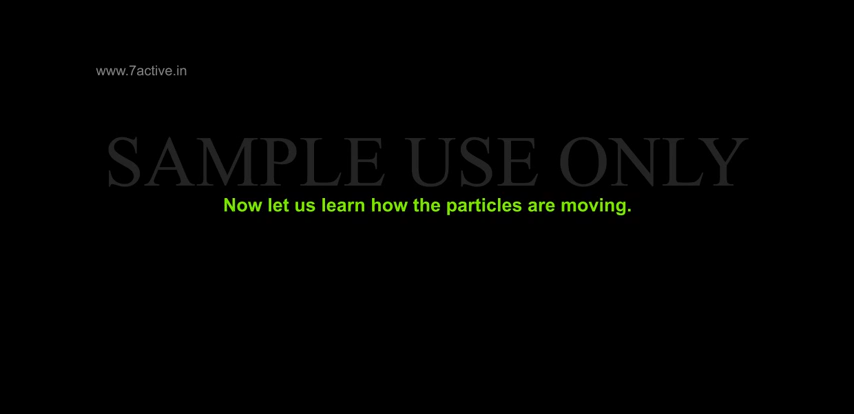 www.7active.in
SAMPLE USE ONLY
Now let us learn how the particles are moving.